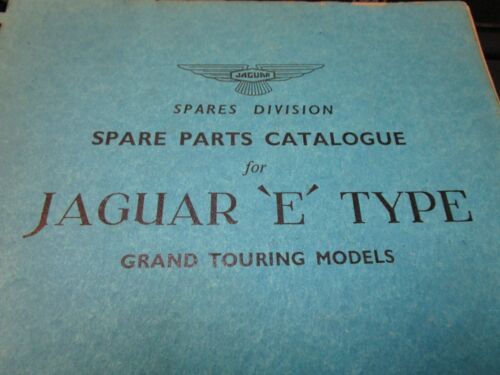 JAGUAR
SPARES DIVISION
SPARE PARTS CATALOGUE
for
JAGUAR 'E' TYPE
GRAND TOURING MODELS